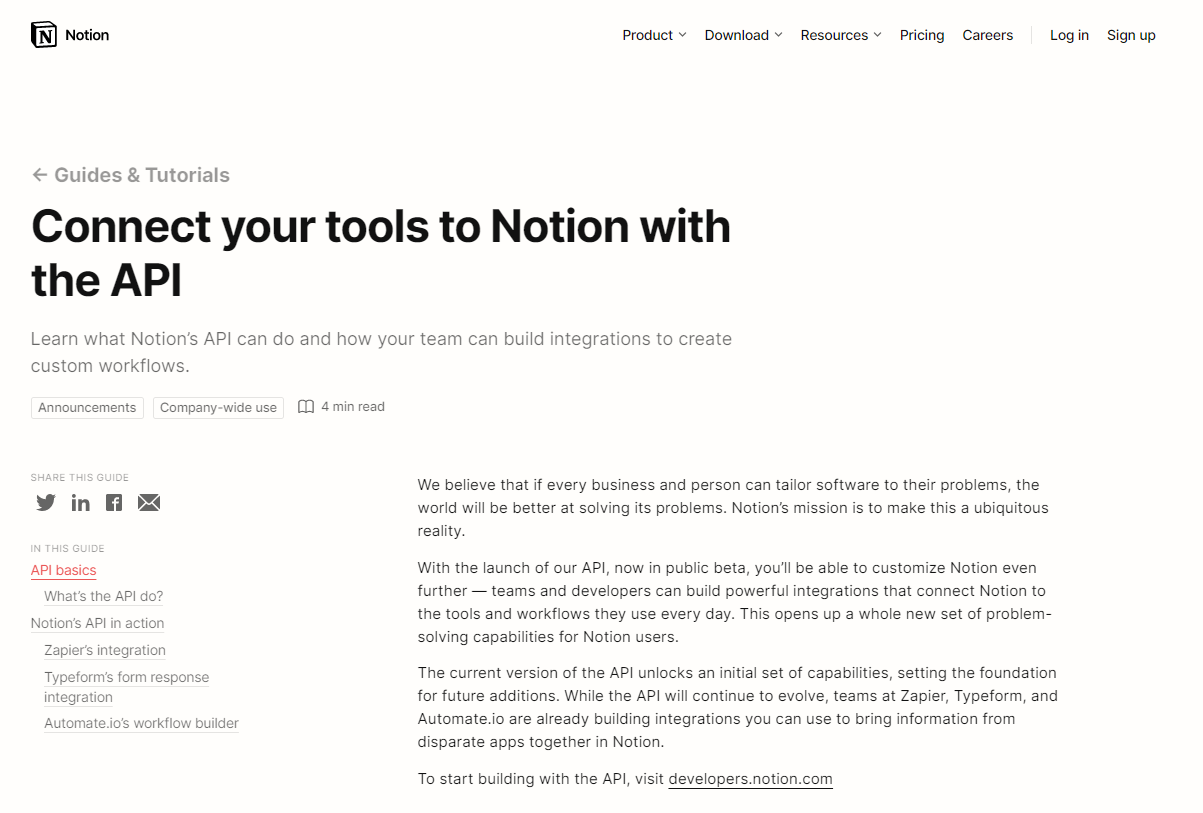 Notion
Product
Download
Resources
Pricing
Careers
Log in
Sign up
← Guides & Tutorials
Connect your tools to Notion with
the API
Learn what Notion’s API can do and how your team can build integrations to create
custom workflows.
Announcements
Company-wide use
4 min read
SHARE THIS GUIDE
IN THIS GUIDE
API basics
What’s the API do?
Notion’s API in action
Zapier’s integration
Typeform’s form response
integration
Automate.io’s workflow builder
We believe that if every business and person can tailor software to their problems, the
world will be better at solving its problems. Notion’s mission is to make this a ubiquitous
reality.
With the launch of our API, now in public beta, you’ll be able to customize Notion even
further — teams and developers can build powerful integrations that connect Notion to
the tools and workflows they use every day. This opens up a whole new set of problem-
solving capabilities for Notion users.
The current version of the API unlocks an initial set of capabilities, setting the foundation
for future additions. While the API will continue to evolve, teams at Zapier, Typeform, and
Automate.io are already building integrations you can use to bring information from
disparate apps together in Notion.
To start building with the API, visit developers.notion.com